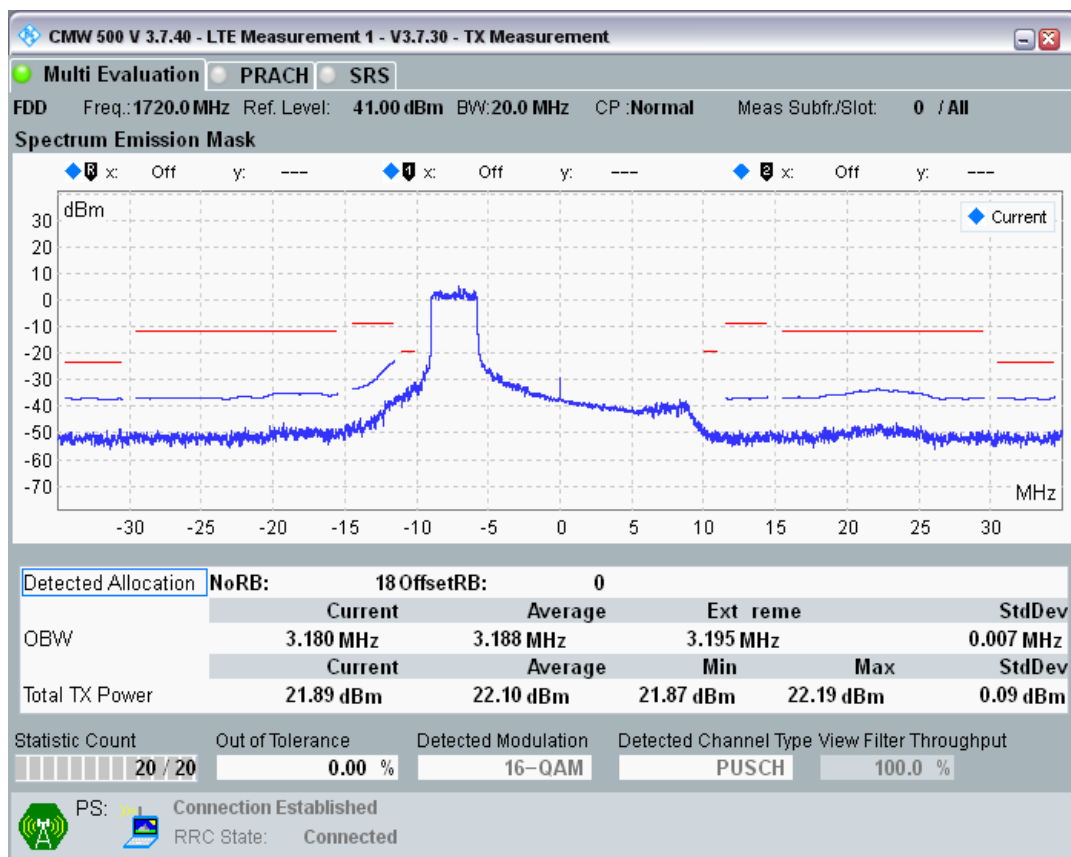 CMW 500 V 3.7.40 - LTE Measurement 1 - V3.7.30 - TX Measurement
Multi Evaluation PRACH SRS
FDD Freq.: 1720.0 MHz Ref. Level: 41.00 dBm BW: 20.0 MHz CP : Normal Meas Subfr./Slot: 0 / All
Spectrum Emission Mask
R x: Off y: --- 1 x: Off y: --- 2 x: Off y: ---
dBm
Current
30
20
10
0
-10
-20
-30
-40
-50
-60
-70
MHz
-30 -25 -20 -15 -10 -5 0 5 10 15 20 25 30
Detected Allocation NoRB: 18 OffsetRB: 0
Current Average Ext reme StdDev
OBW 3.180 MHz 3.188 MHz 3.195 MHz 0.007 MHz
Current Average Min Max StdDev
Total TX Power 21.89 dBm 22.10 dBm 21.87 dBm 22.19 dBm 0.09 dBm
Statistic Count Out of Tolerance Detected Modulation Detected Channel Type View Filter Throughput
20 / 20 0.00 % 16-QAM PUSCH 100.0 %
PS: Connection Established
RRC State: Connected